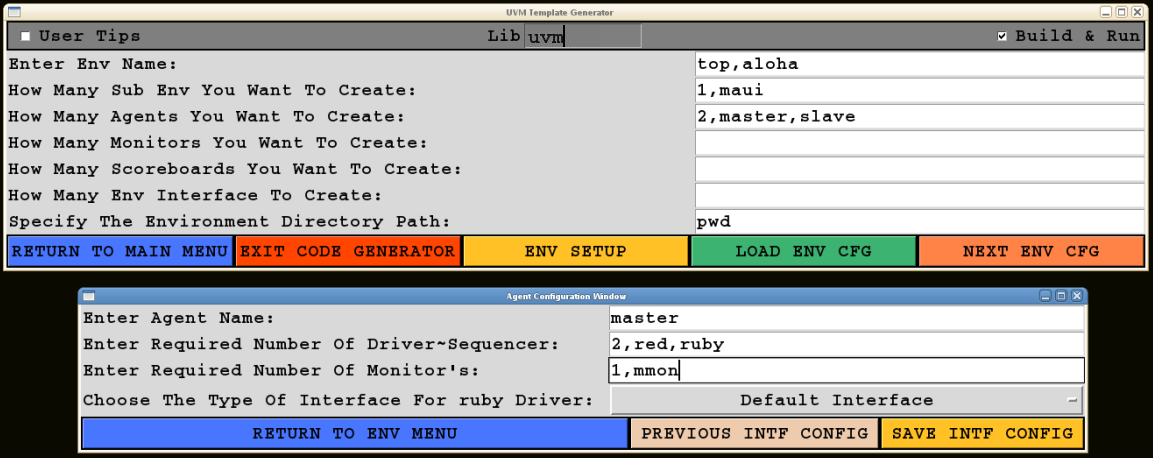 UVM Template Generator
User Tips Lib uvm Build & Run
Enter Env Name: top,aloha
How Many Sub Env You Want To Create: 1,maui
How Many Agents You Want To Create: 2,master,slave
How Many Monitors You Want To Create:
How Many Scoreboards You Want To Create:
How Many Env Interface To Create:
Specify The Environment Directory Path: pwd
RETURN TO MAIN MENU EXIT CODE GENERATOR ENV SETUP LOAD ENV CFG NEXT ENV CFG
Agent Configuration Window
Enter Agent Name: master
Enter Required Number Of Driver~Sequencer: 2,red,ruby
Enter Required Number Of Monitor's: 1,mmon
Choose The Type Of Interface For ruby Driver: Default Interface
RETURN TO ENV MENU PREVIOUS INTF CONFIG SAVE INTF CONFIG